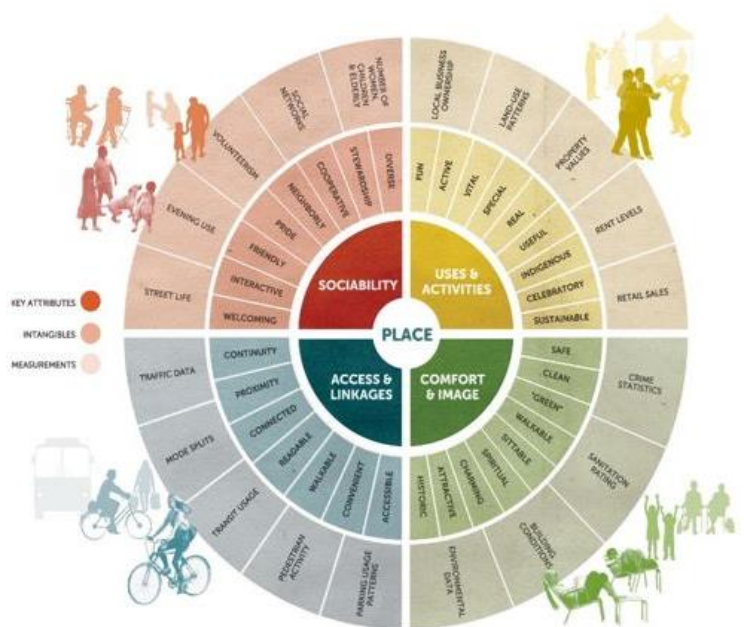 NUMBER OF
WOMEN,
CHILDREN
& ELDERLY
SOCIAL
NETWORKS
VOLUNTEERISM
EVENING USE
STREET LIFE
DIVERSE
STEWARDSHIP
COOPERATIVE
NEIGHBORLY
PRIDE
FRIENDLY
INTERACTIVE
WELCOMING
SOCIABILITY
LOCAL BUSINESS
OWNERSHIP
LAND-USE
PATTERNS
PROPERTY
VALUES
RENT LEVELS
RETAIL SALES
FUN
ACTIVE
VITAL
SPECIAL
REAL
USEFUL
INDIGENOUS
CELEBRATORY
SUSTAINABLE
USES &
ACTIVITIES
KEY ATTRIBUTES
INTANGIBLES
MEASUREMENTS
PLACE
ACCESS &
LINKAGES
CONTINUITY
PROXIMITY
CONNECTED
READABLE
WALKABLE
CONVENIENT
ACCESSIBLE
TRAFFIC DATA
MODE SPLITS
TRANSIT USAGE
PEDESTRIAN
ACTIVITY
PARKING USAGE
PATTERNS
COMFORT
& IMAGE
SAFE
CLEAN
"GREEN"
WALKABLE
SITTABLE
SPIRITUAL
CHARMING
ATTRACTIVE
HISTORIC
CRIME
STATISTICS
SANITATION
RATING
BUILDING
CONDITIONS
ENVIRONMENTAL
DATA